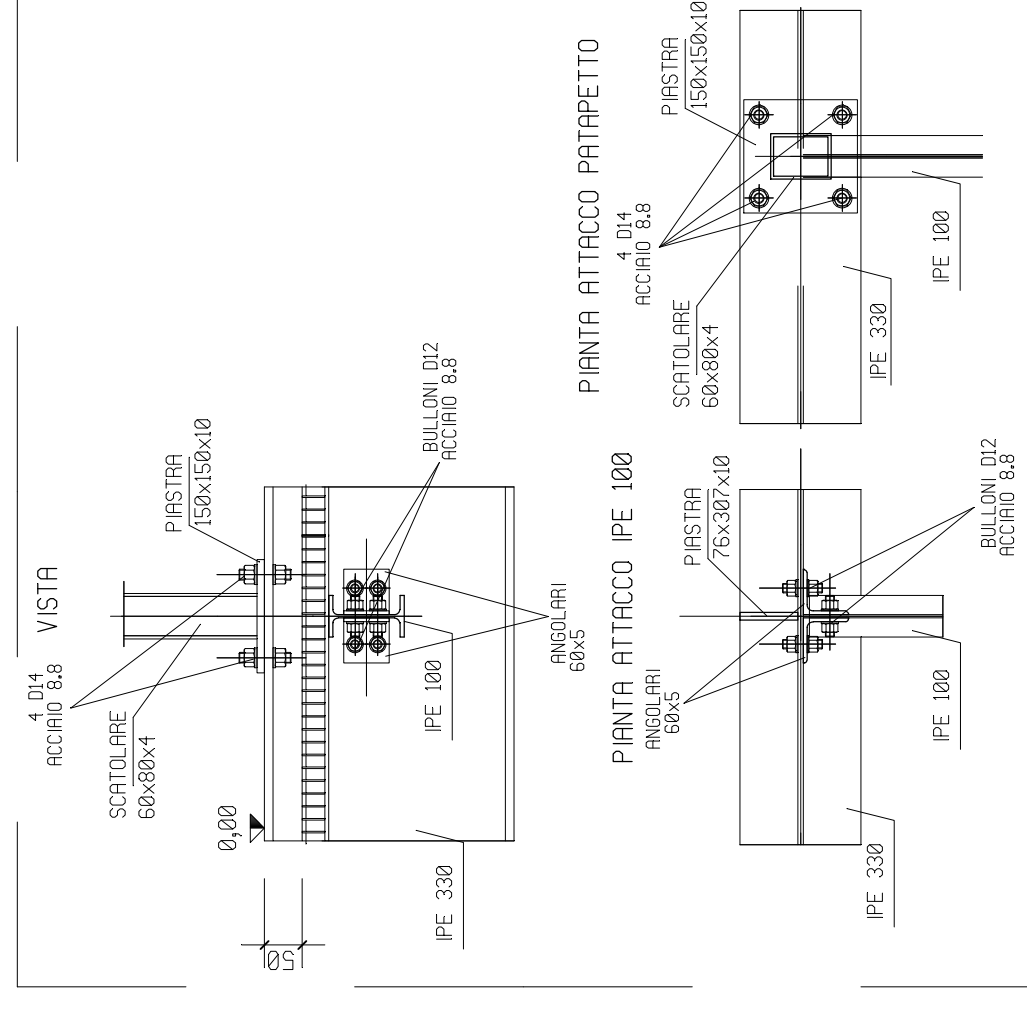 VISTA
4 D14
ACCIAIO 8.8
SCATOLARE
60x80x4
PIASTRA
150x150x10
BULLONI D12
ACCIAIO 8.8
0,00
50
IPE 330
IPE 100
ANGOLARI
60x5
PIANTA ATTACCO IPE 100
ANGOLARI
60x5
PIASTRA
76x307x10
BULLONI D12
ACCIAIO 8.8
IPE 330
IPE 100
PIANTA ATTACCO PATAPETTO
4 D14
ACCIAIO 8.8
SCATOLARE
60x80x4
PIASTRA
150x150x10
IPE 330
IPE 100